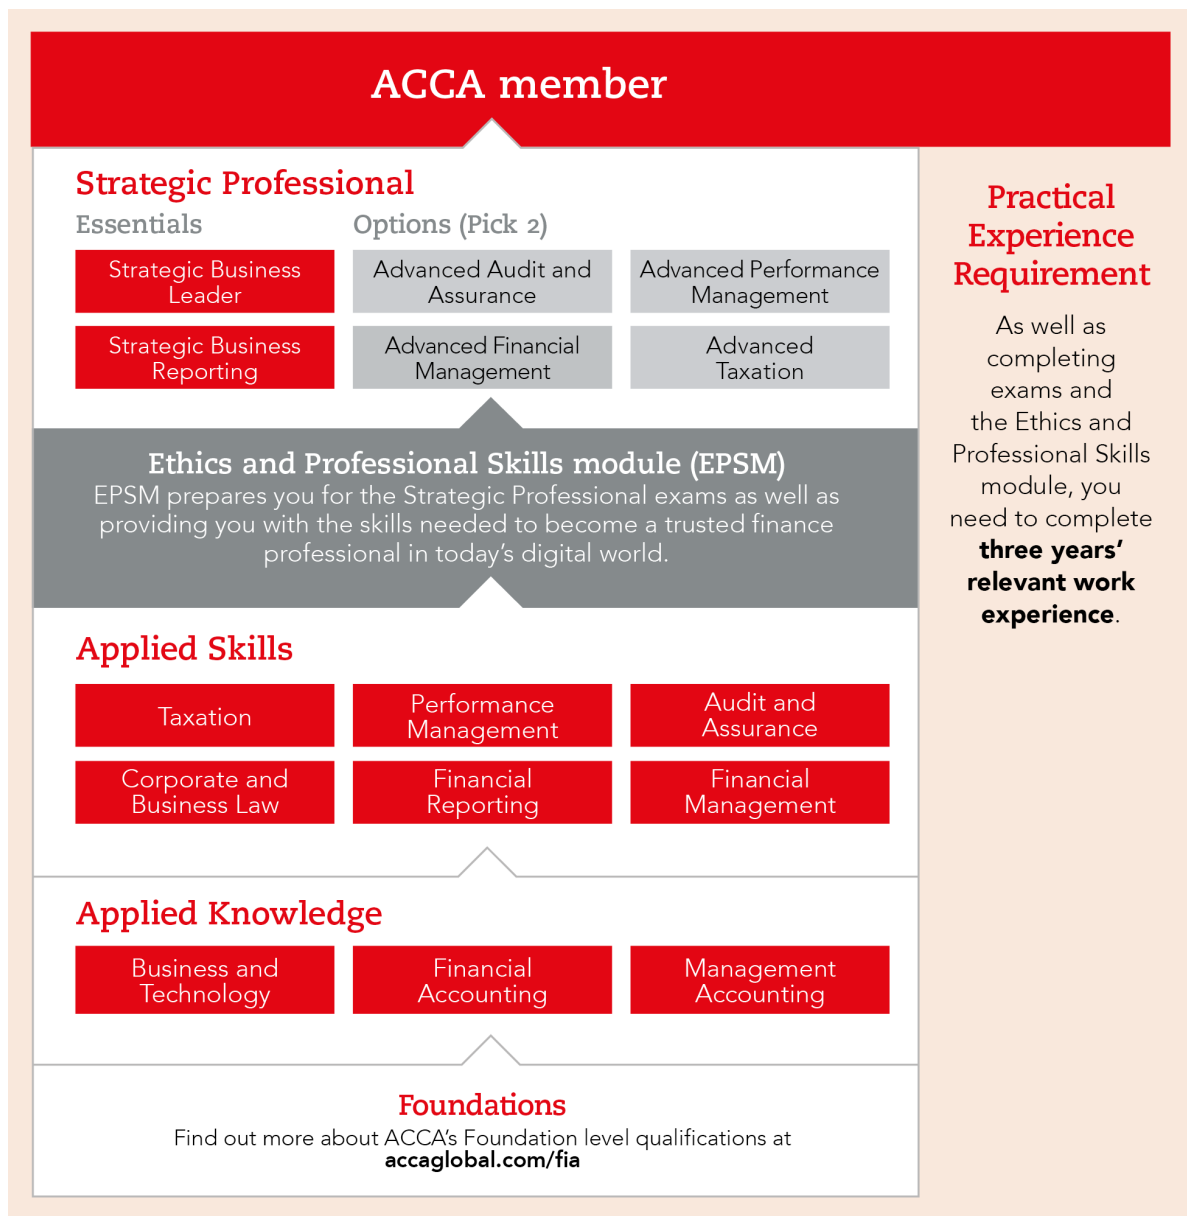 ACCA member
Strategic Professional
Essentials
Options (Pick 2)
Strategic Business
Leader
Advanced Audit and
Assurance
Advanced Performance
Management
Strategic Business
Reporting
Advanced Financial
Management
Advanced
Taxation
Ethics and Professional Skills module (EPSM)
EPSM prepares you for the Strategic Professional exams as well as
providing you with the skills needed to become a trusted finance
professional in today's digital world.
Applied Skills
Taxation
Performance
Management
Audit and
Assurance
Corporate and
Business Law
Financial
Reporting
Financial
Management
Applied Knowledge
Business and
Technology
Financial
Accounting
Management
Accounting
Foundations
Find out more about ACCA's Foundation level qualifications at
accaglobal.com/fia
Practical
Experience
Requirement
As well as
completing
exams and
the Ethics and
Professional Skills
module, you
need to complete
three years'
relevant work
experience.